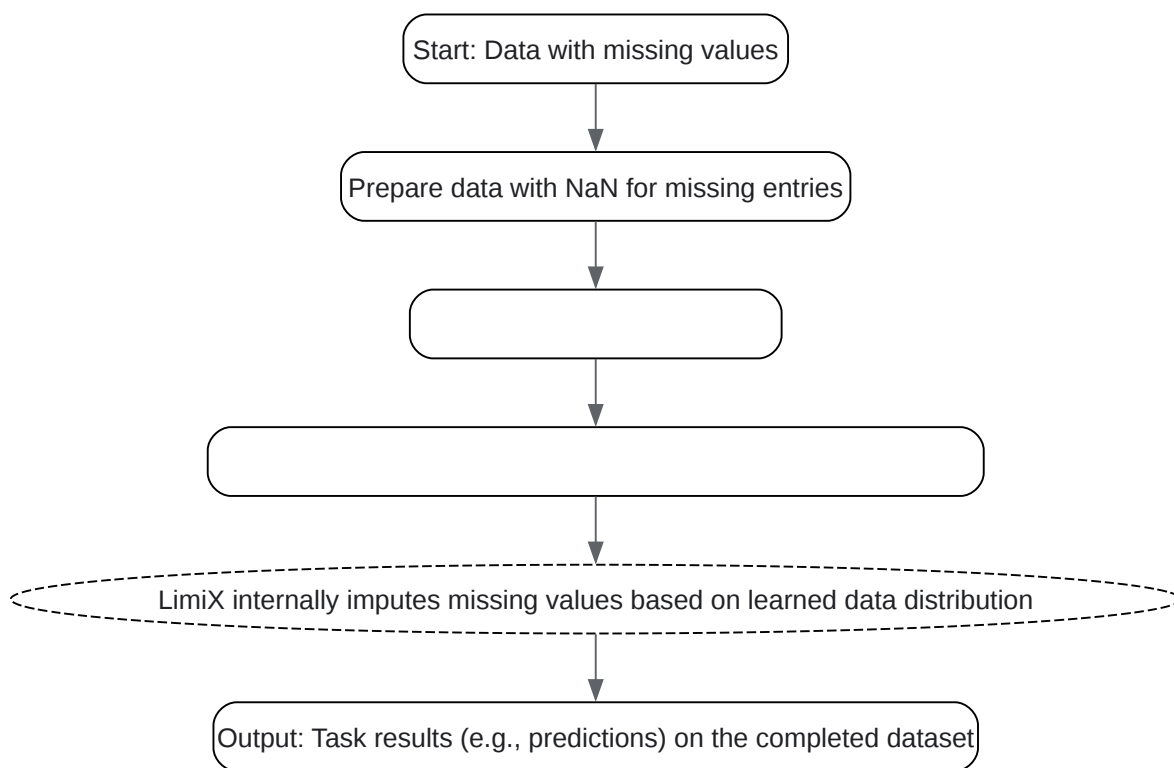 Start: Data with missing values
Prepare data with NaN for missing entries
LimiX internally imputes missing values based on learned data distribution
Output: Task results (e.g., predictions) on the completed dataset